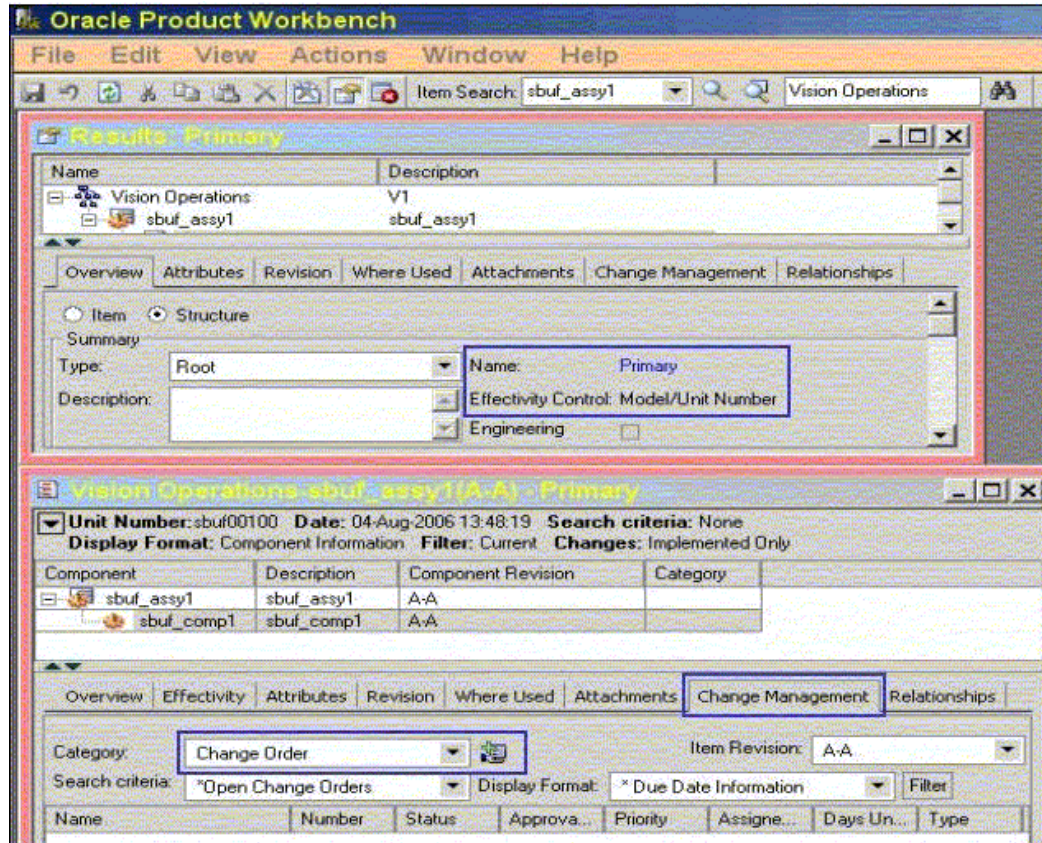 Oracle Product Workbench
File Edit View Actions Window Help
Item Search: sbuf_assy1 Vision Operations
Results: Primary
Name Description
Vision Operations V1
sbuf_assy1 sbuf_assy1
Overview Attributes Revision Where Used Attachments Change Management Relationships
Item Structure
Summary
Type: Root Name: Primary
Description: Effectivity Control: Model/Unit Number
Engineering
Vision Operations-sbuf_assy1(A-A) - Primary
Unit Number:sbuf00100 Date: 04-Aug-2006 13:48:19 Search criteria: None
Display Format: Component Information Filter: Current Changes: Implemented Only
Component Description Component Revision Category
sbuf_assy1 sbuf_assy1 A-A
sbuf_comp1 sbuf_comp1 A-A
Overview Effectivity Attributes Revision Where Used Attachments Change Management Relationships
Category: Change Order Item Revision: A-A
Search criteria: *Open Change Orders Display Format: * Due Date Information Filter
Name Number Status Approva... Priority Assigne... Days Un... Type